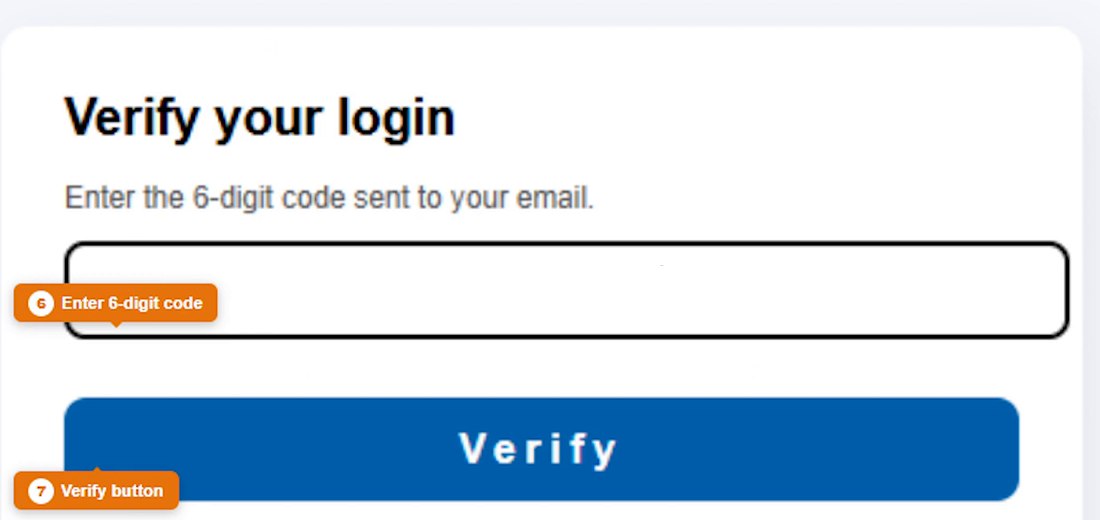 Verify your login
Enter the 6-digit code sent to your email.
6 Enter 6-digit code
Verify
7 Verify button